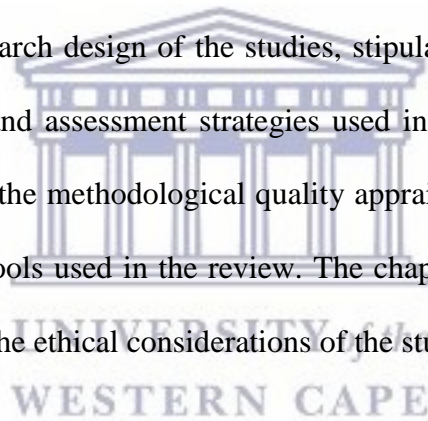 arch design of the studies, stipula
nd assessment strategies used in
the methodological quality apprai
ools used in the review. The chap
UNIVERSITY of the
he ethical considerations of the stu
WESTERN CAPE